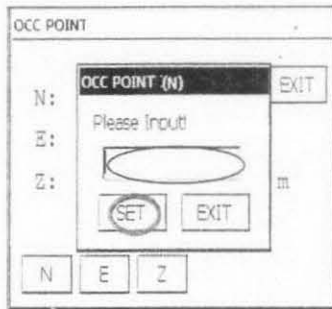 OCC POINT
OCC POINT (N)
EXIT
N:
Please Input!
E:
Z:
m
SET
EXIT
N
E
Z